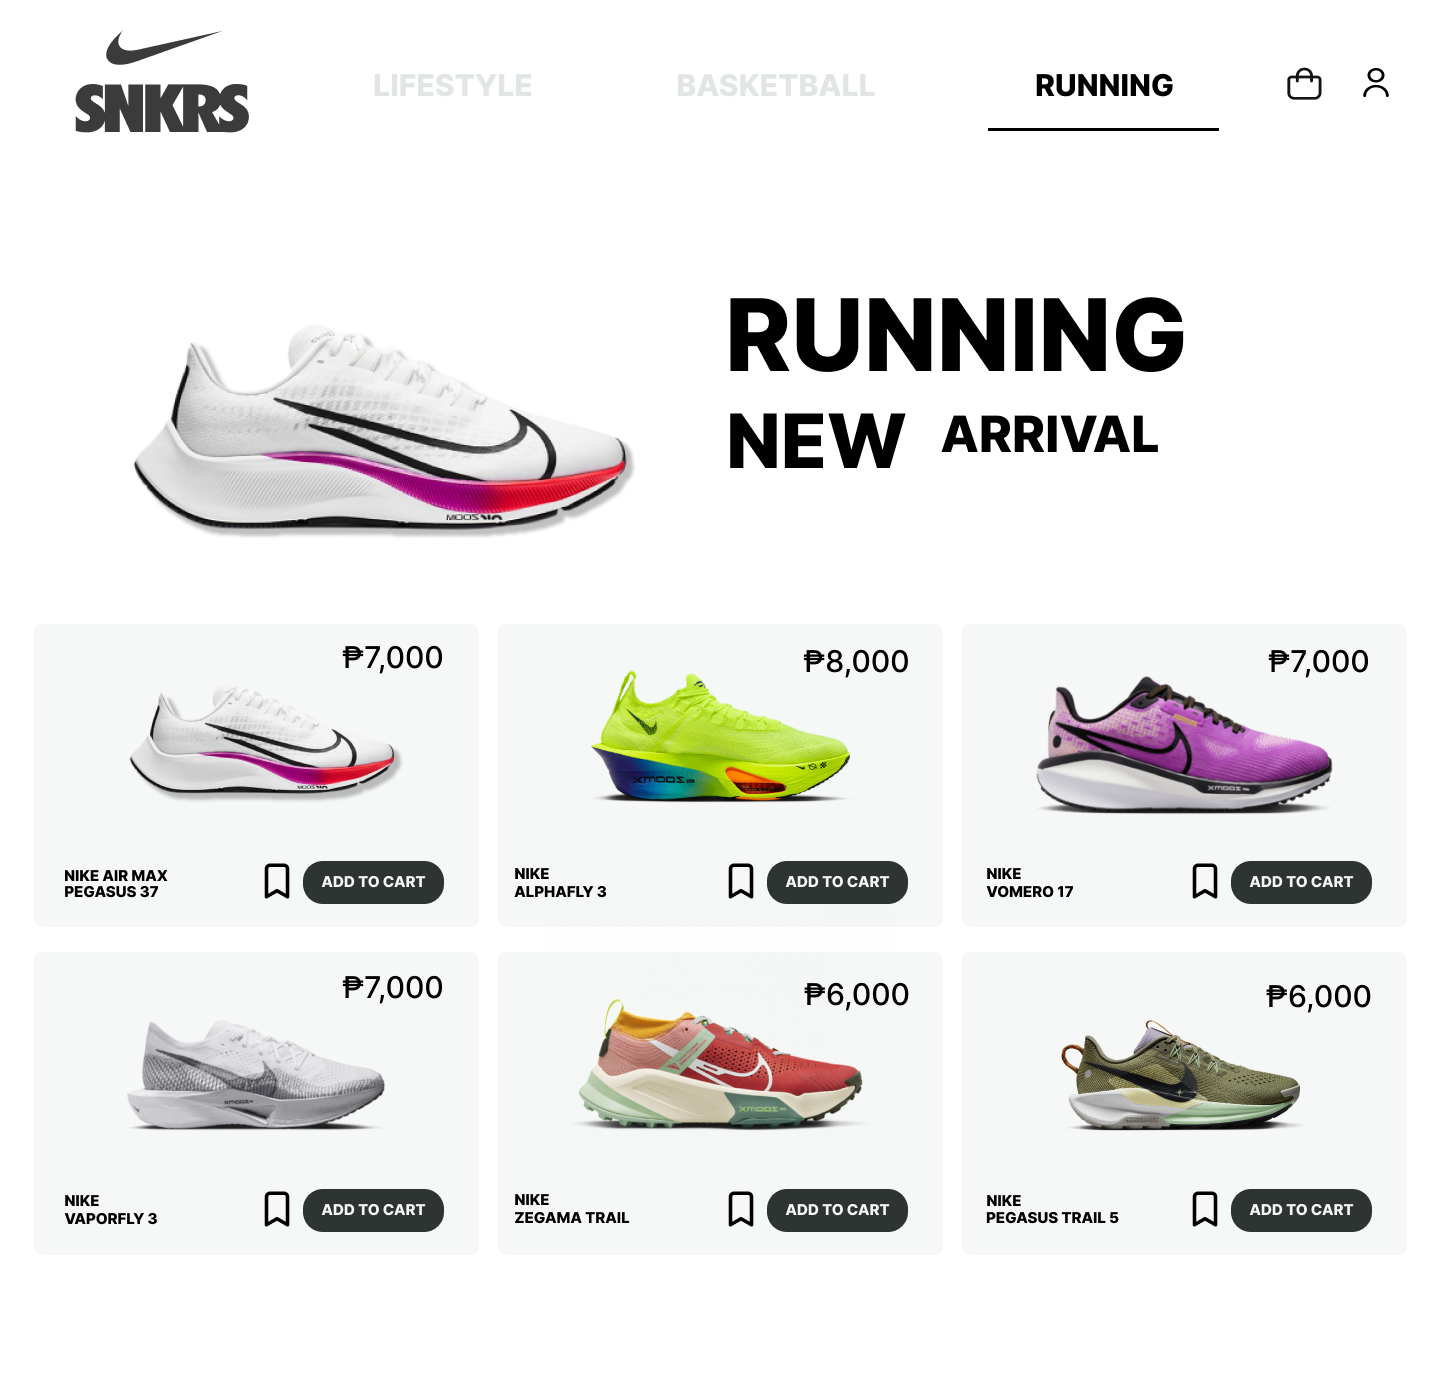 SNKRS
LIFESTYLE
BASKETBALL
RUNNING
RUNNING
NEW ARRIVAL
₱7,000
NIKE AIR MAX
PEGASUS 37
ADD TO CART
₱8,000
NIKE
ALPHAFLY 3
ADD TO CART
₱7,000
NIKE
VOMERO 17
ADD TO CART
₱7,000
NIKE
VAPORFLY 3
ADD TO CART
₱6,000
NIKE
ZEGAMA TRAIL
ADD TO CART
₱6,000
NIKE
PEGASUS TRAIL 5
ADD TO CART